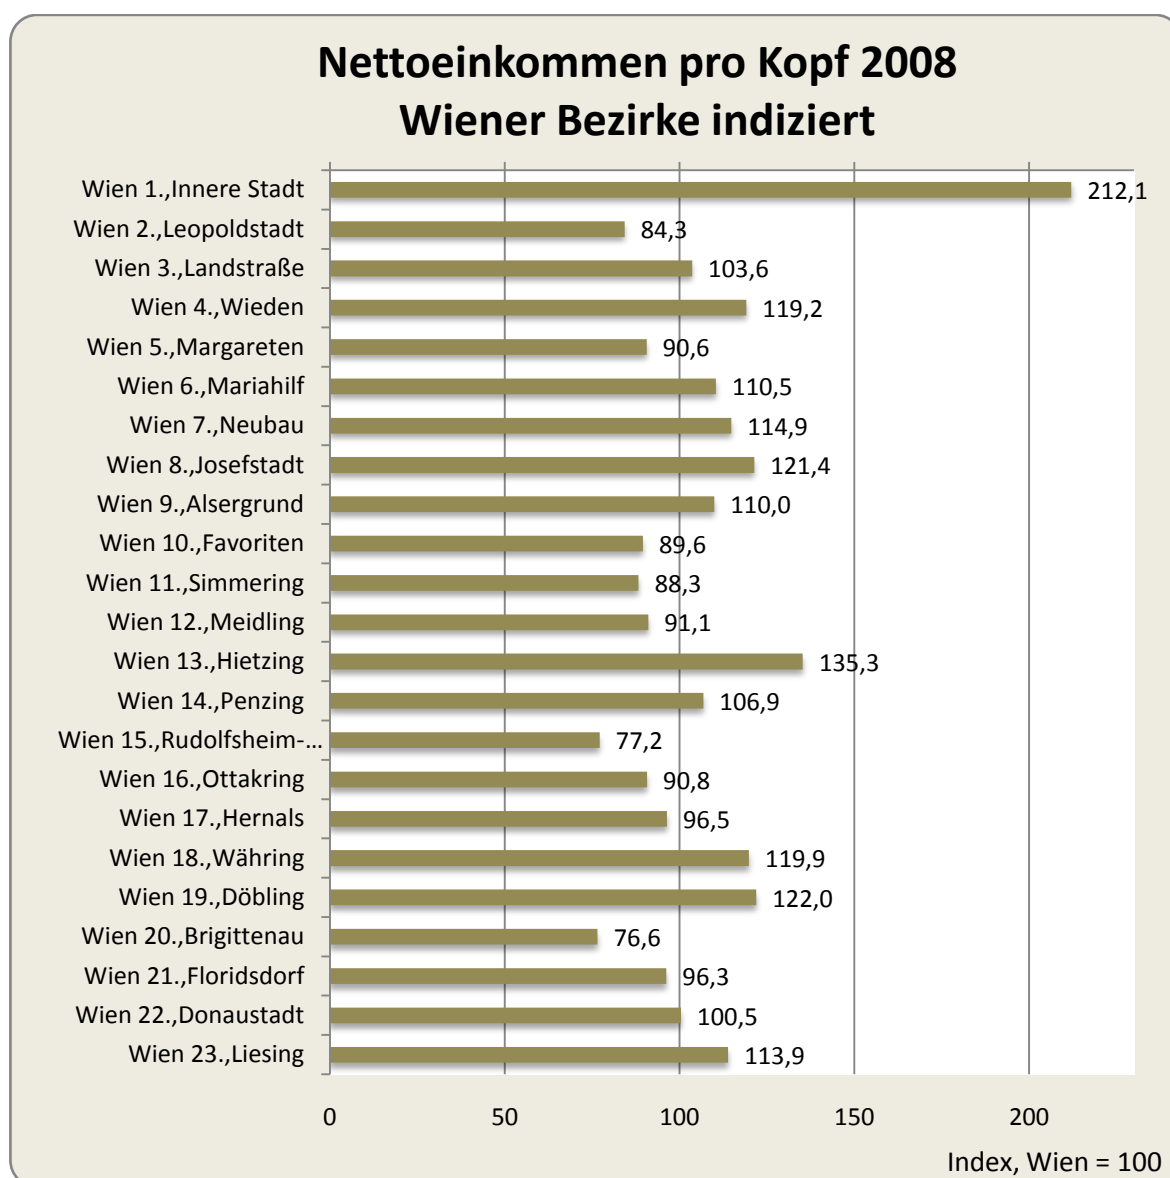 Nettoeinkommen pro Kopf 2008
Wiener Bezirke indiziert
Wien 1.,Innere Stadt 212,1
Wien 2.,Leopoldstadt 84,3
Wien 3.,Landstraße 103,6
Wien 4.,Wieden 119,2
Wien 5.,Margareten 90,6
Wien 6.,Mariahilf 110,5
Wien 7.,Neubau 114,9
Wien 8.,Josefstadt 121,4
Wien 9.,Alsergrund 110,0
Wien 10.,Favoriten 89,6
Wien 11.,Simmering 88,3
Wien 12.,Meidling 91,1
Wien 13.,Hietzing 135,3
Wien 14.,Penzing 106,9
Wien 15.,Rudolfsheim-... 77,2
Wien 16.,Ottakring 90,8
Wien 17.,Hernals 96,5
Wien 18.,Währing 119,9
Wien 19.,Döbling 122,0
Wien 20.,Brigittenau 76,6
Wien 21.,Floridsdorf 96,3
Wien 22.,Donaustadt 100,5
Wien 23.,Liesing 113,9
0 50 100 150 200
Index, Wien = 100